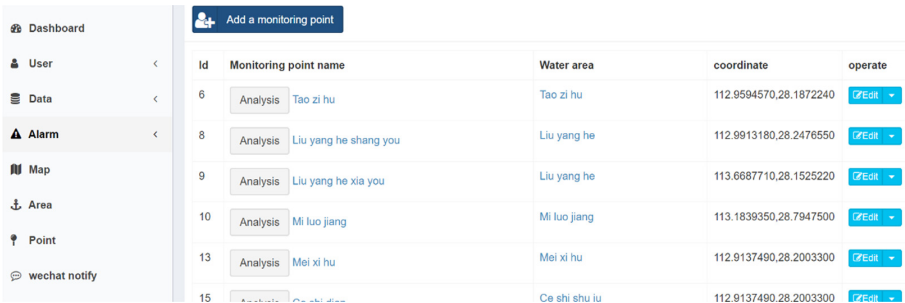 Dashboard
User
Data
Alarm
Map
Area
Point
wechat notify
Add a monitoring point
Id Monitoring point name Water area coordinate operate
6 Analysis Tao zi hu Tao zi hu 112.9594570,28.1872240 Edit
8 Analysis Liu yang he shang you Liu yang he 112.9913180,28.2476550 Edit
9 Analysis Liu yang he xia you Liu yang he 113.6687710,28.1525220 Edit
10 Analysis Mi luo jiang Mi luo jiang 113.1839350,28.7947500 Edit
13 Analysis Mei xi hu Mei xi hu 112.9137490,28.2003300 Edit
15 Analysis Ce shi dian Ce shi shu ju 112.9137490,28.2003300 Edit